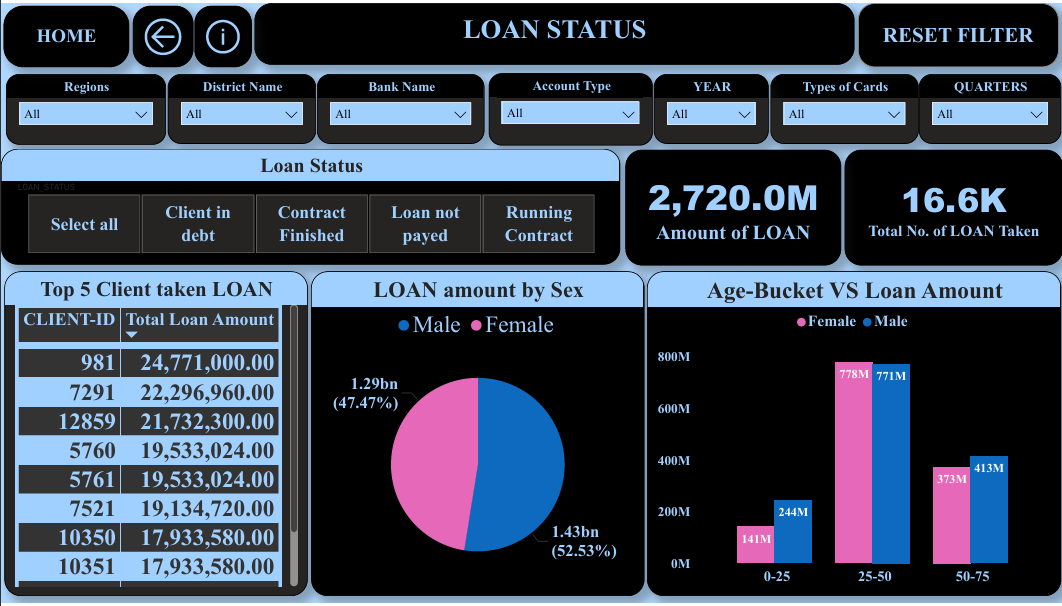 HOME
LOAN STATUS
RESET FILTER
Regions
District Name
Bank Name
Account Type
YEAR
Types of Cards
QUARTERS
All
All
All
All
All
All
All
Loan Status
LOAN_STATUS
Select all
Client in
debt
Contract
Finished
Loan not
payed
Running
Contract
2,720.0M
Amount of LOAN
16.6K
Total No. of LOAN Taken
Top 5 Client taken LOAN
CLIENT-ID Total Loan Amount
981 24,771,000.00
7291 22,296,960.00
12859 21,732,300.00
5760 19,533,024.00
5761 19,533,024.00
7521 19,134,720.00
10350 17,933,580.00
10351 17,933,580.00
LOAN amount by Sex
Male Female
1.29bn
(47.47%)
1.43bn
(52.53%)
Age-Bucket VS Loan Amount
Female Male
800M
600M
400M
200M
0M
141M
244M
778M
771M
373M
413M
0-25
25-50
50-75